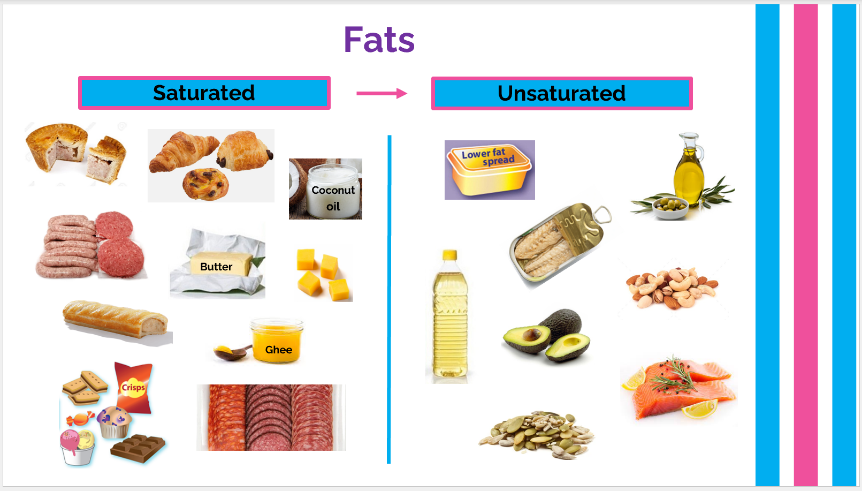 Fats
Saturated
Unsaturated
Coconut
oil
Lower fat
spread
Butter
Ghee
Crisps